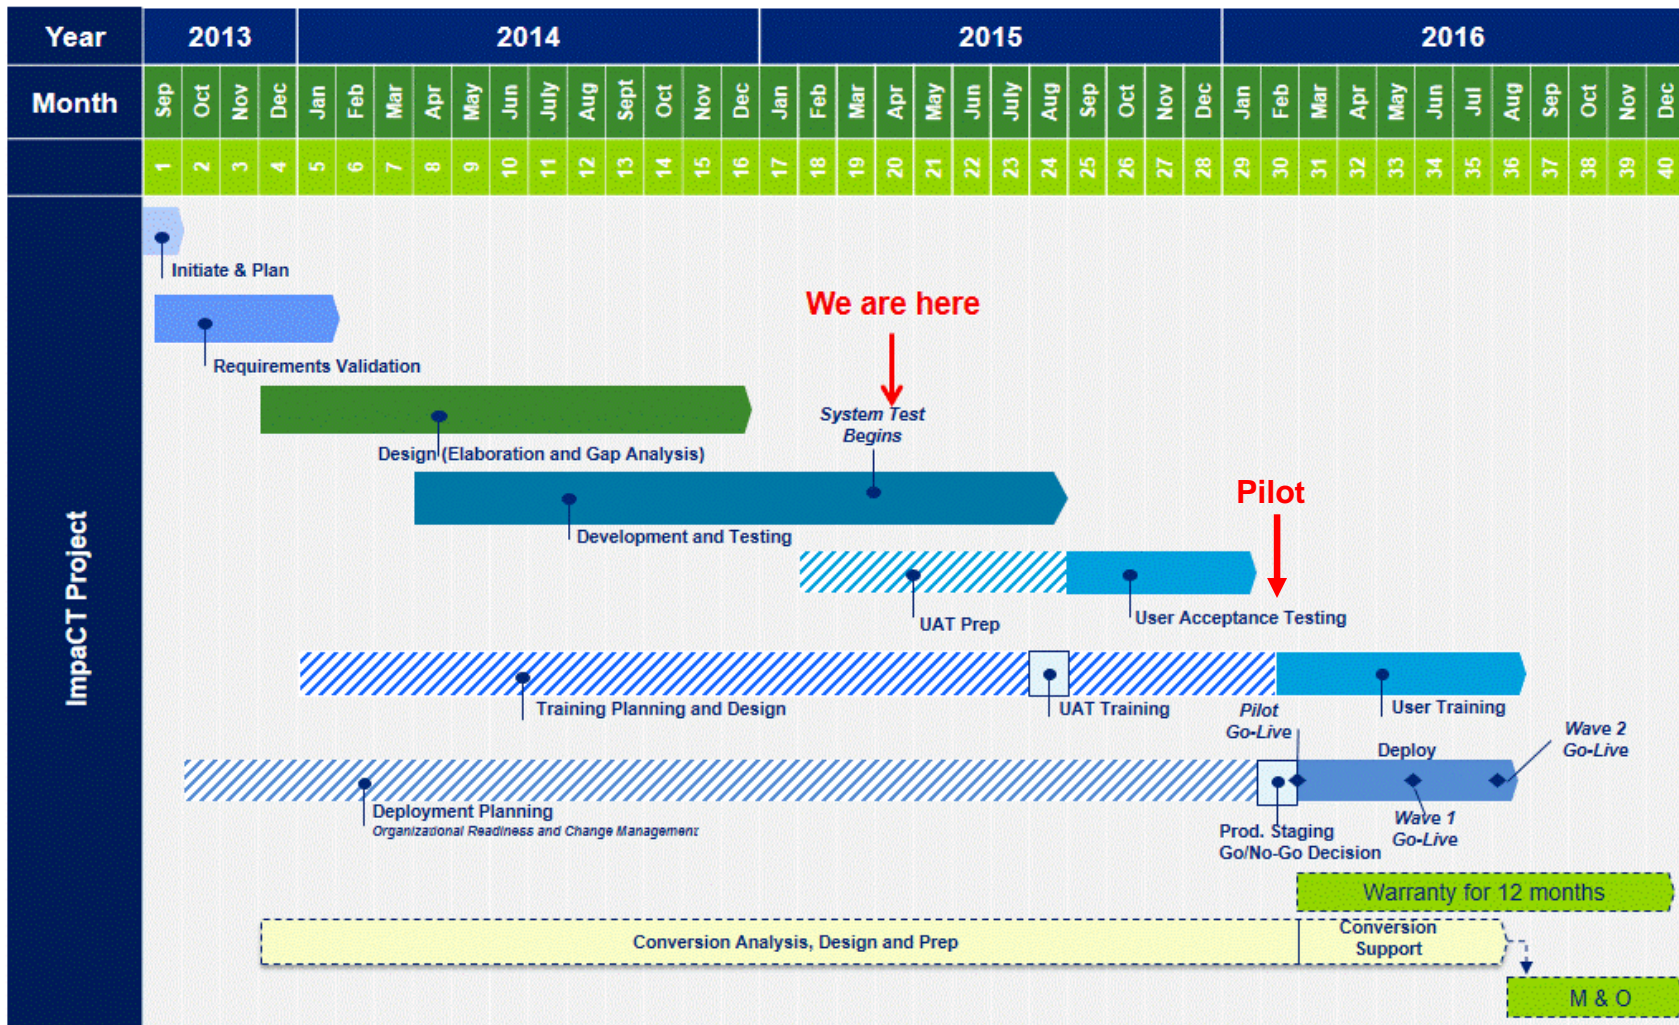 Year 2013 2014 2015 2016
Month Sep Oct Nov Dec Jan Feb Mar Apr May Jun July Aug Sept Oct Nov Dec Jan Feb Mar Apr May Jun July Aug Sep Oct Nov Dec Jan Feb Mar Apr May Jun Jul Aug Sep Oct Nov Dec
1 2 3 4 5 6 7 8 9 10 11 12 13 14 15 16 17 18 19 20 21 22 23 24 25 26 27 28 29 30 31 32 33 34 35 36 37 38 39 40
ImpaCT Project
Initiate & Plan
We are here
Requirements Validation
System Test
Begins
Design (Elaboration and Gap Analysis)
Pilot
Development and Testing
UAT Prep
User Acceptance Testing
Training Planning and Design
UAT Training
User Training
Pilot
Go-Live
Deploy
Wave 2
Go-Live
Deployment Planning
Organizational Readiness and Change Management
Prod. Staging
Go/No-Go Decision
Wave 1
Go-Live
Warranty for 12 months
Conversion Analysis, Design and Prep
Conversion
Support
M & O